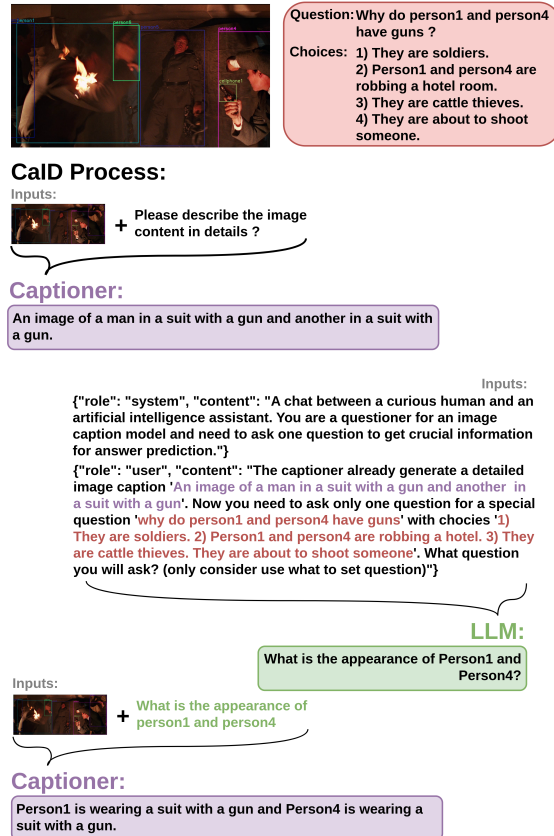 person1
person4
cellphone1
Question: Why do person1 and person4
have guns ?
Choices: 1) They are soldiers.
2) Person1 and person4 are
robbing a hotel room.
3) They are cattle thieves.
4) They are about to shoot
someone.
CaID Process:
Inputs:
+ Please describe the image
content in details ?
Captioner:
An image of a man in a suit with a gun and another in a suit with
a gun.
Inputs:
{"role": "system", "content": "A chat between a curious human and an
artificial intelligence assistant. You are a questioner for an image
caption model and need to ask one question to get crucial information
for answer prediction."}
{"role": "user", "content": "The captioner already generate a detailed
image caption 'An image of a man in a suit with a gun and another in
a suit with a gun'. Now you need to ask only one question for a special
question 'why do person1 and person4 have guns' with chocies '1)
They are soldiers. 2) Person1 and person4 are robbing a hotel. 3) They
are cattle thieves. They are about to shoot someone'. What question
you will ask? (only consider use what to set question)"}
LLM:
What is the appearance of Person1 and
Person4?
Inputs:
+ What is the appearance of
person1 and person4
Captioner:
Person1 is wearing a suit with a gun and Person4 is wearing a
suit with a gun.